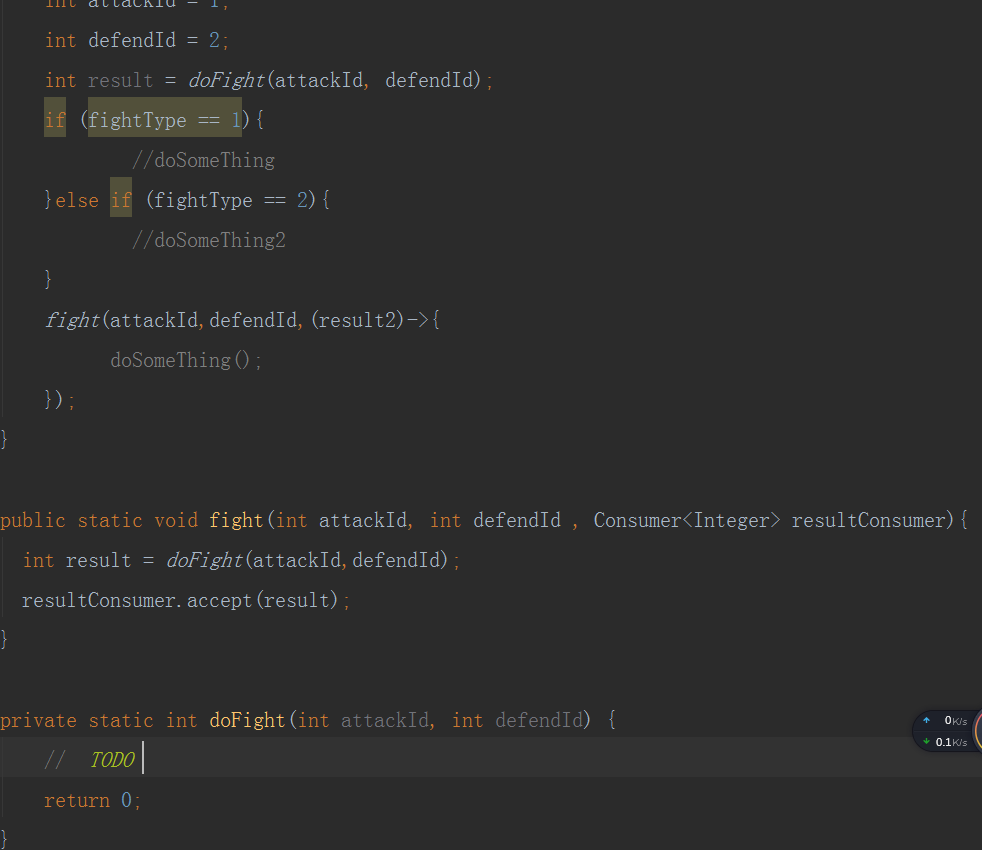 int attackId = 1;
int defendId = 2;
int result = doFight(attackId, defendId);
if (fightType == 1){
//doSomeThing
}else if (fightType == 2){
//doSomeThing2
}
fight(attackId,defendId,(result2)->{
doSomeThing();
});
}
public static void fight(int attackId, int defendId , Consumer<Integer> resultConsumer){
int result = doFight(attackId,defendId);
resultConsumer.accept(result);
}
private static int doFight(int attackId, int defendId) {
// TODO
return 0;
}
0K/s
0.1K/s